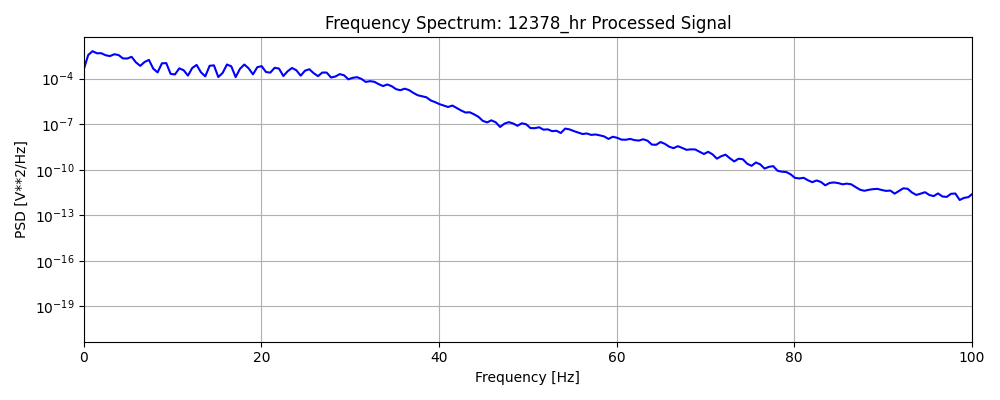 Frequency Spectrum: 12378_hr Processed Signal
PSD [V**2/Hz]
10⁻⁴
10⁻⁷
10⁻¹⁰
10⁻¹³
10⁻¹⁶
10⁻¹⁹
0 20 40 60 80 100
Frequency [Hz]